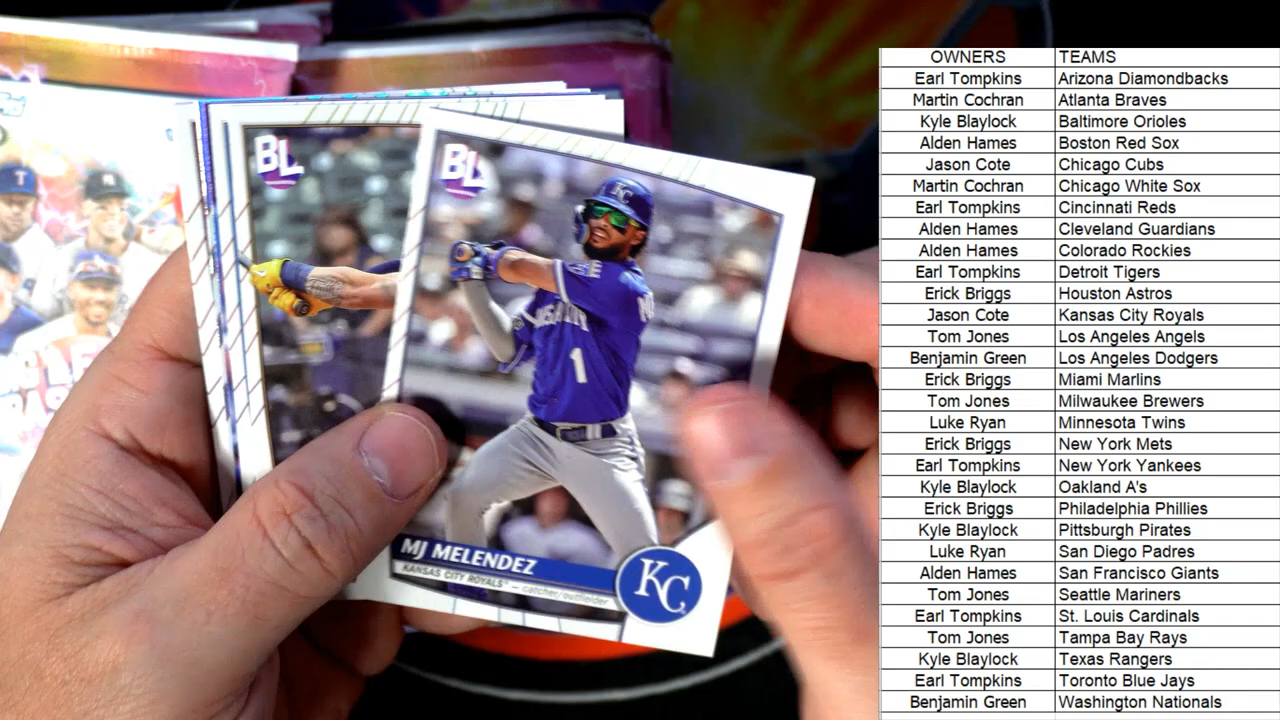 OWNERS TEAMS
Earl Tompkins Arizona Diamondbacks
Martin Cochran Atlanta Braves
Kyle Blaylock Baltimore Orioles
Alden Hames Boston Red Sox
Jason Cote Chicago Cubs
Martin Cochran Chicago White Sox
Earl Tompkins Cincinnati Reds
Alden Hames Cleveland Guardians
Alden Hames Colorado Rockies
Earl Tompkins Detroit Tigers
Erick Briggs Houston Astros
Jason Cote Kansas City Royals
Tom Jones Los Angeles Angels
Benjamin Green Los Angeles Dodgers
Erick Briggs Miami Marlins
Tom Jones Milwaukee Brewers
Luke Ryan Minnesota Twins
Erick Briggs New York Mets
Earl Tompkins New York Yankees
Kyle Blaylock Oakland A's
Erick Briggs Philadelphia Phillies
Kyle Blaylock Pittsburgh Pirates
Luke Ryan San Diego Padres
Alden Hames San Francisco Giants
Tom Jones Seattle Mariners
Earl Tompkins St. Louis Cardinals
Tom Jones Tampa Bay Rays
Kyle Blaylock Texas Rangers
Earl Tompkins Toronto Blue Jays
Benjamin Green Washington Nationals
BL
BL
KC
1
MJ MELENDEZ
KANSAS CITY ROYALS™ — catcher/outfielder
KC
T
H